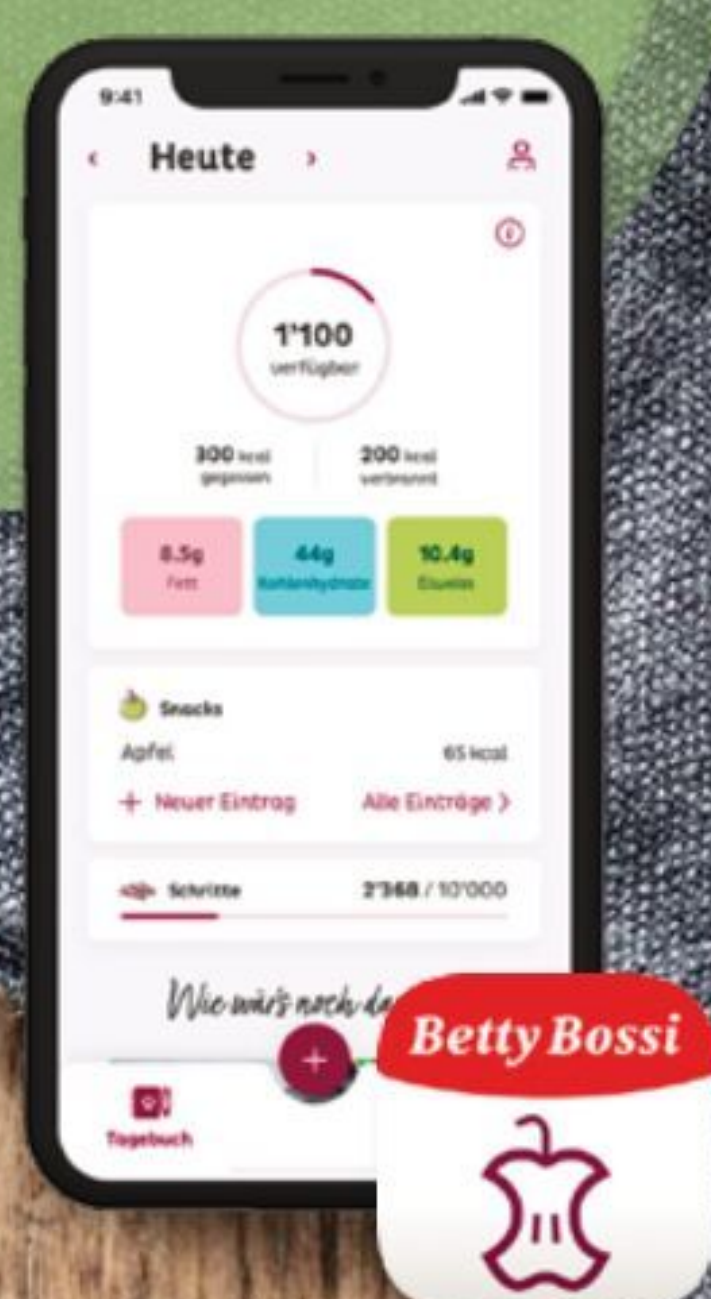 9:41
‹ Heute ›
1'100
verfügbar
300 kcal
gegessen
200 kcal
verbrannt
8.5g
Fett
44g
Kohlenhydrate
10.4g
Eiweiss
Snacks
Apfel 65 kcal
+ Neuer Eintrag Alle Einträge >
Schritte 2'368 / 10'000
Wie wär's noch da
+
Tagebuch
Betty Bossi